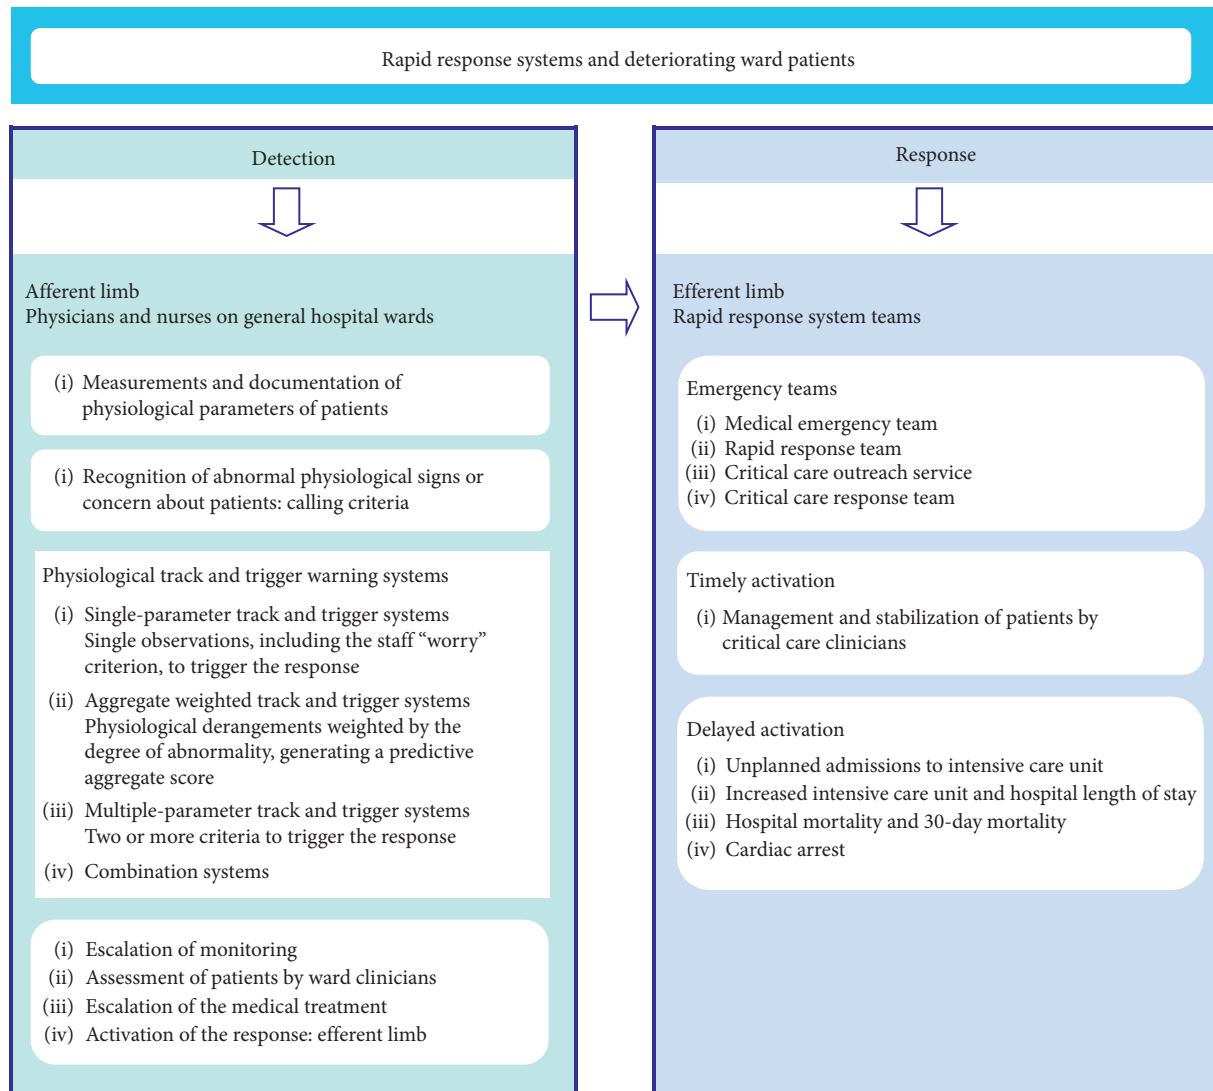 Rapid response systems and deteriorating ward patients
Detection
Afferent limb
Physicians and nurses on general hospital wards
(i) Measurements and documentation of
physiological parameters of patients
(i) Recognition of abnormal physiological signs or
concern about patients: calling criteria
Physiological track and trigger warning systems
(i) Single-parameter track and trigger systems
Single observations, including the staff “worry”
criterion, to trigger the response
(ii) Aggregate weighted track and trigger systems
Physiological derangements weighted by the
degree of abnormality, generating a predictive
aggregate score
(iii) Multiple-parameter track and trigger systems
Two or more criteria to trigger the response
(iv) Combination systems
(i) Escalation of monitoring
(ii) Assessment of patients by ward clinicians
(iii) Escalation of the medical treatment
(iv) Activation of the response: efferent limb
Response
Efferent limb
Rapid response system teams
Emergency teams
(i) Medical emergency team
(ii) Rapid response team
(iii) Critical care outreach service
(iv) Critical care response team
Timely activation
(i) Management and stabilization of patients by
critical care clinicians
Delayed activation
(i) Unplanned admissions to intensive care unit
(ii) Increased intensive care unit and hospital length of stay
(iii) Hospital mortality and 30-day mortality
(iv) Cardiac arrest